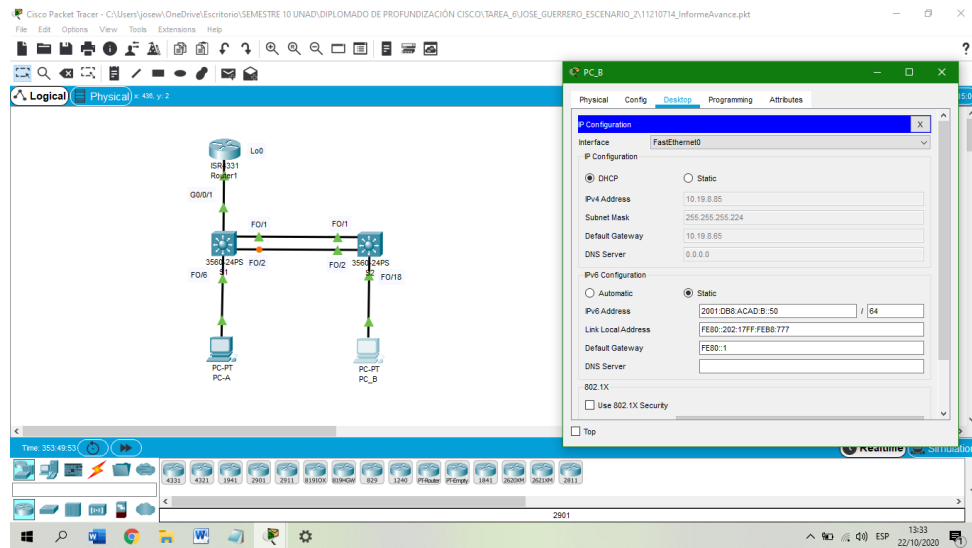 Cisco Packet Tracer - C:\Users\josew\OneDrive\Escritorio\SEMESTRE 10 UNAD\DIPLOMADO DE PROFUNDIZACIÓN CISCO\TAREA_6\JOSE_GUERRERO_ESCENARIO_2\11210714_InformeAvance.pkt
File Edit Options View Tools Extensions Help
?
Logical Physical x: 436, y: 2
PC_B
Physical Config Desktop Programming Attributes
IP Configuration X
Interface FastEthernet0
IP Configuration
DHCP Static
IPv4 Address 10.19.8.85
Subnet Mask 255.255.255.224
Default Gateway 10.19.8.65
DNS Server 0.0.0.0
IPv6 Configuration
Automatic Static
IPv6 Address 2001:DB8:ACAD:B::50 / 64
Link Local Address FE80::202:17FF:FEB8:777
Default Gateway FE80::1
DNS Server
802.1X
Use 802.1X Security
Top
Lo0
ISR4331
Router1
G0/0/1
FO/1 FO/1
3560-24PS FO/2 FO/2 3560-24PS
S1 S2
FO/6 FO/18
PC-PT
PC-A
PC-PT
PC_B
Time: 353:49:53
Realtime Simulation
4331 4321 1941 2901 2911 819IOX 819HGW 829 1240 PT-Router PT-Empty 1841 2620XM 2621XM 2811
2901
ESP
13:33
22/10/2020